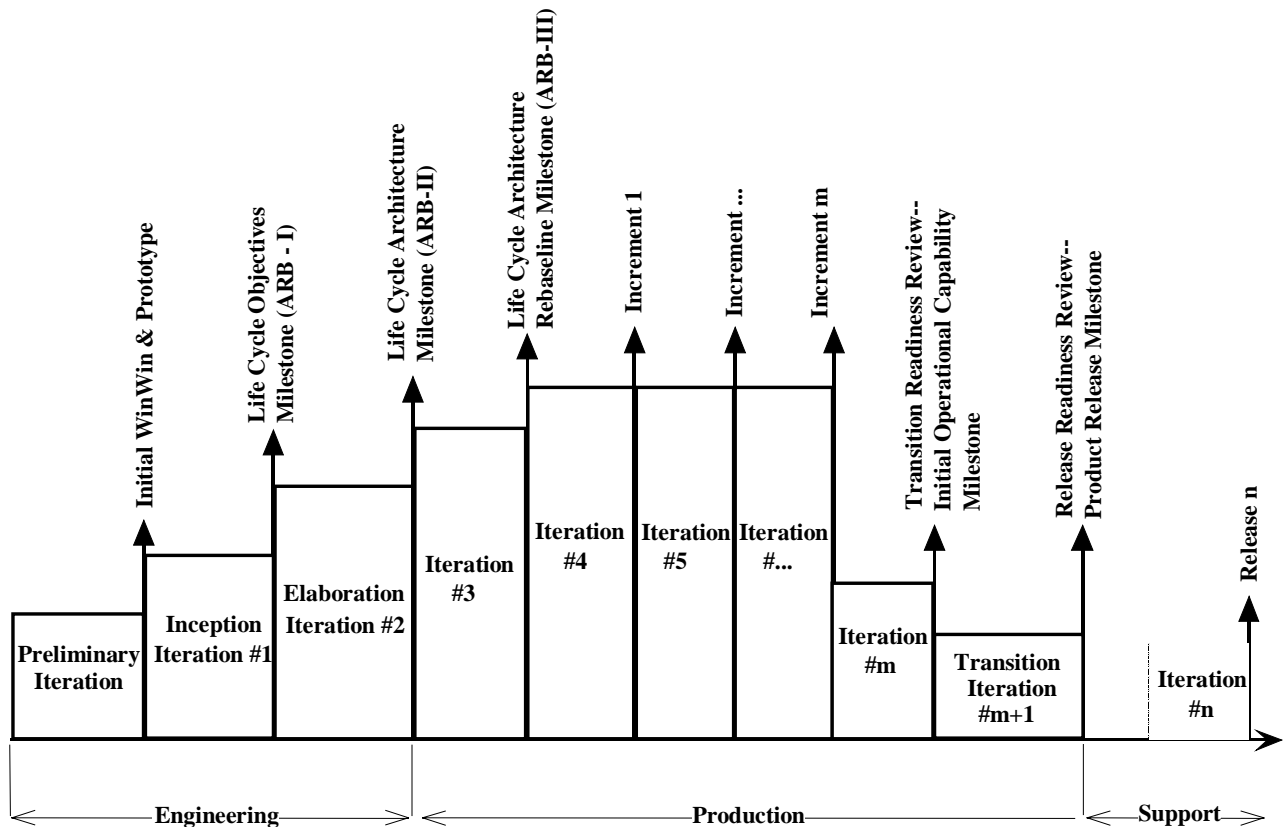 Initial WinWin & Prototype
Life Cycle Objectives
Milestone (ARB - I)
Life Cycle Architecture
Milestone (ARB-II)
Life Cycle Architecture
Rebaseline Milestone (ARB-III)
Increment 1
Increment ...
Increment m
Transition Readiness Review--
Initial Operational Capability
Milestone
Release Readiness Review--
Product Release Milestone
Release n
Preliminary
Iteration
Inception
Iteration #1
Elaboration
Iteration #2
Iteration
#3
Iteration
#4
Iteration
#5
Iteration
#...
Iteration
#m
Transition
Iteration
#m+1
Iteration
#n
Engineering
Production
Support